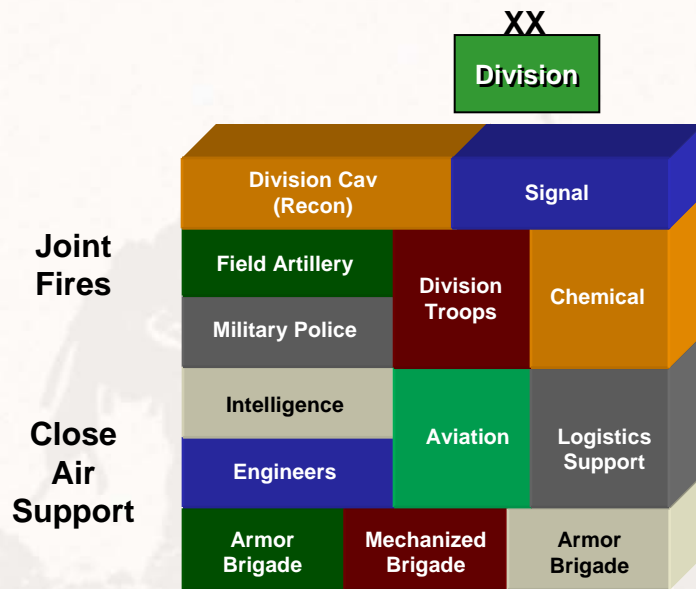 XX
Division
Division Cav
(Recon)
Signal
Joint
Fires
Field Artillery
Military Police
Division
Troops
Chemical
Close
Air
Support
Intelligence
Engineers
Aviation
Logistics
Support
Armor
Brigade
Mechanized
Brigade
Armor
Brigade